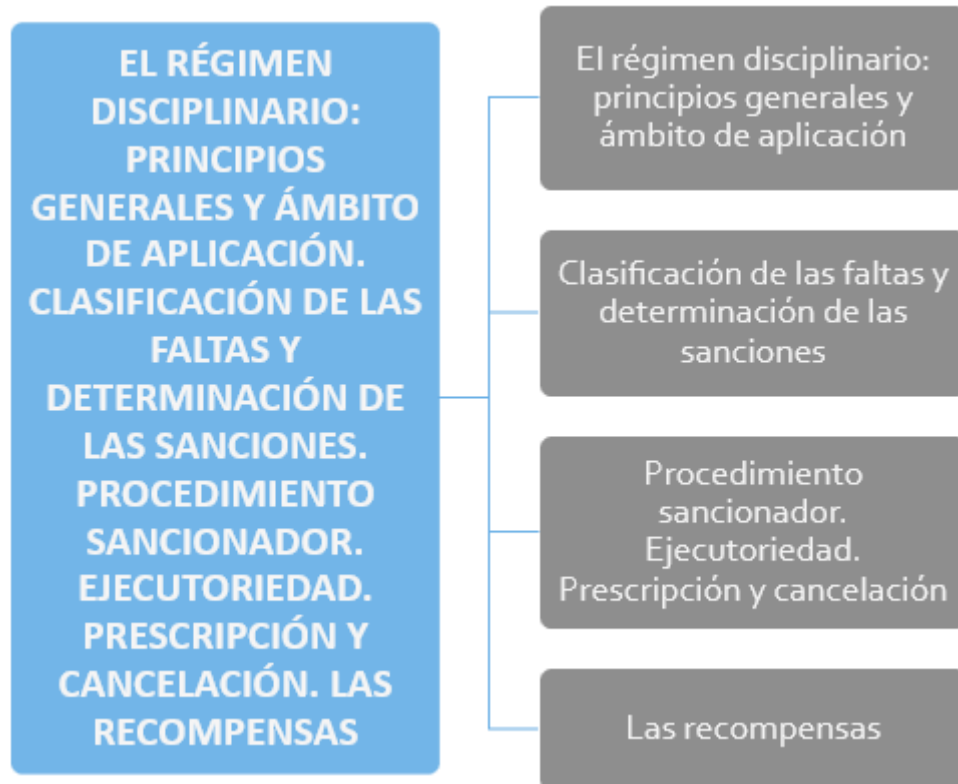 EL RÉGIMEN
DISCIPLINARIO:
PRINCIPIOS
GENERALES Y ÁMBITO
DE APLICACIÓN.
CLASIFICACIÓN DE LAS
FALTAS Y
DETERMINACIÓN DE
LAS SANCIONES.
PROCEDIMIENTO
SANCIONADOR.
EJECUTORIEDAD.
PRESCRIPCIÓN Y
CANCELACIÓN. LAS
RECOMPENSAS
El régimen disciplinario:
principios generales y
ámbito de aplicación
Clasificación de las faltas y
determinación de las
sanciones
Procedimiento
sancionador.
Ejecutoriedad.
Prescripción y cancelación
Las recompensas